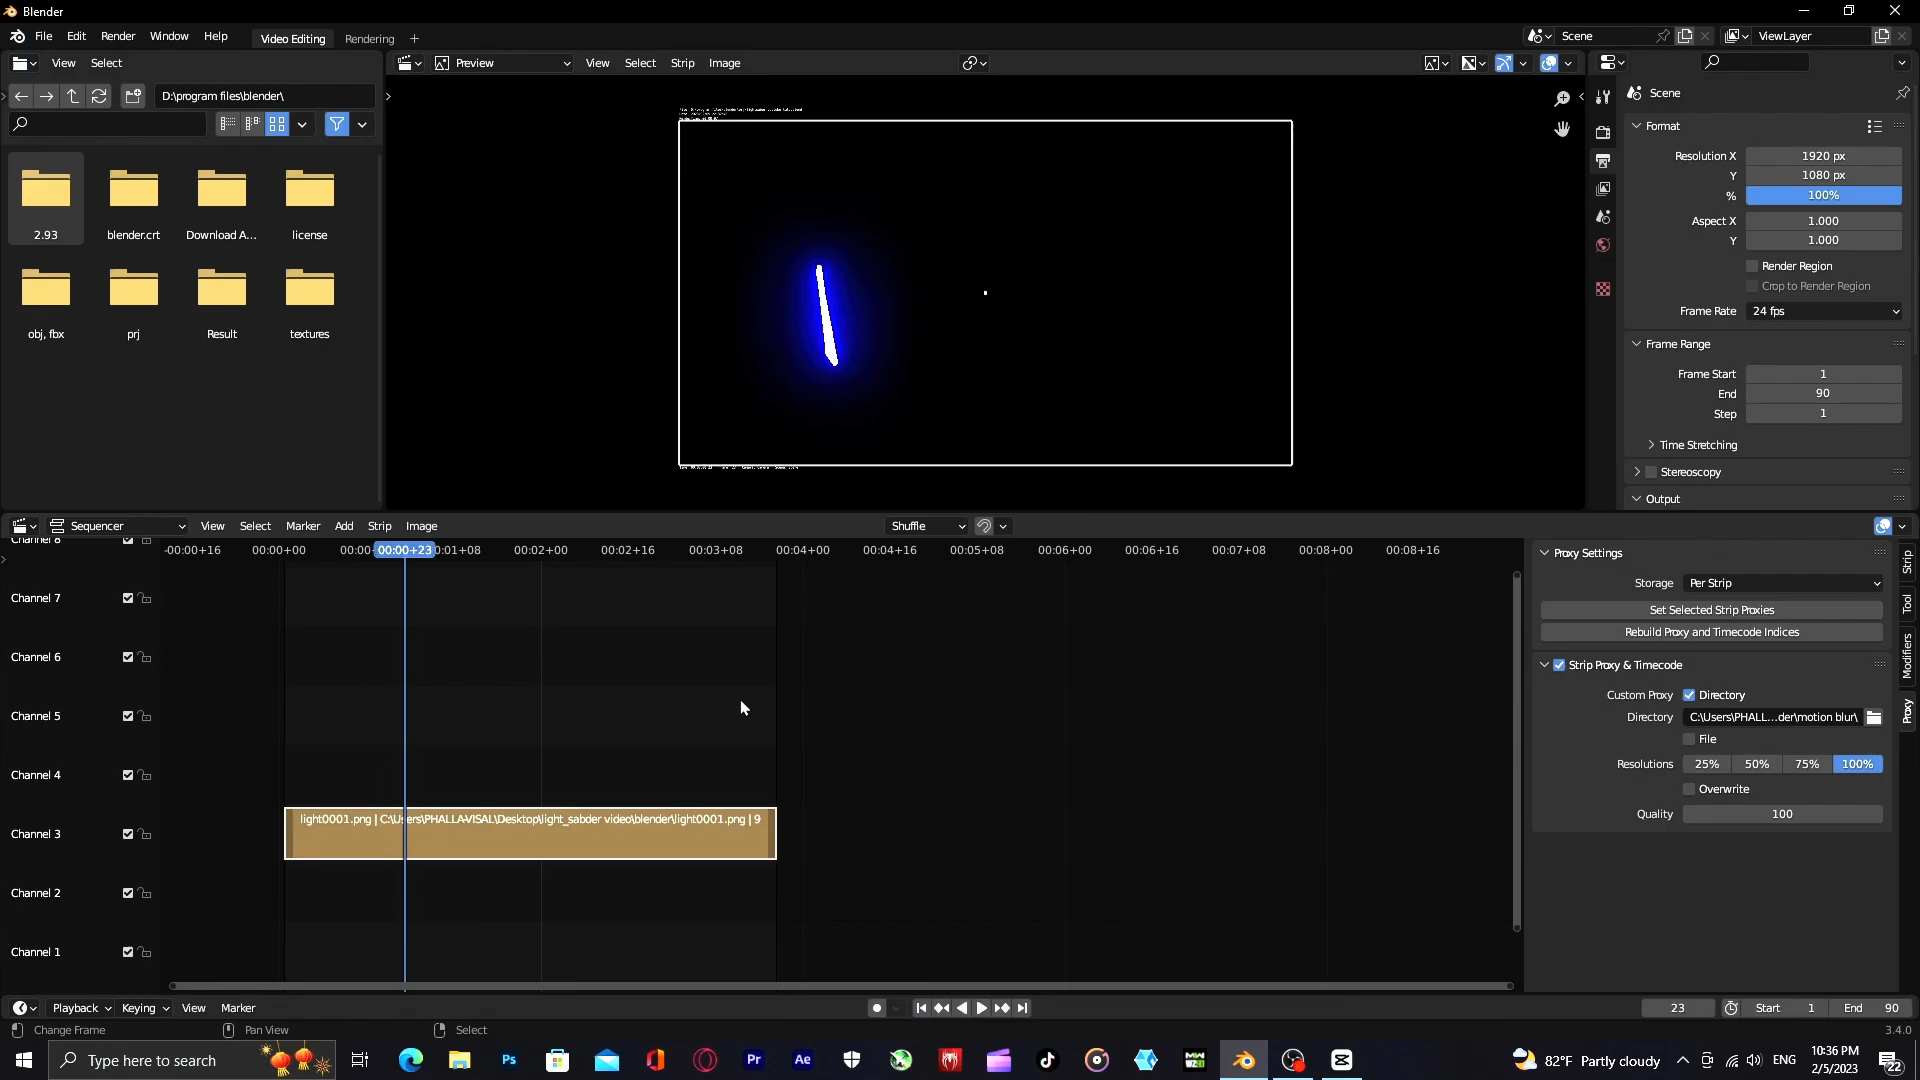 Blender
File Edit Render Window Help Video Editing Rendering + Scene ViewLayer
View Select Preview View Select Strip Image
D:\program files\blender\
2.93 blender.crt Download A... license
obj, fbx prj Result textures
Scene
Format
Resolution X 1920 px
Y 1080 px
% 100%
Aspect X 1.000
Y 1.000
Render Region
Crop to Render Region
Frame Rate 24 fps
Frame Range
Frame Start 1
End 90
Step 1
Time Stretching
Stereoscopy
Output
Sequencer View Select Marker Add Strip Image Shuffle
-00:00+16 00:00+00 00:00+23 00:01+08 00:02+00 00:02+16 00:03+08 00:04+00 00:04+16 00:05+08 00:06+00 00:06+16 00:07+08 00:08+00 00:08+16
Channel 8
Channel 7
Channel 6
Channel 5
Channel 4
Channel 3
light0001.png | C:\Users\PHALLA-VISAL\Desktop\light_sabder video\blender\light0001.png | 9
Channel 2
Channel 1
Proxy Settings
Storage Per Strip
Set Selected Strip Proxies
Rebuild Proxy and Timecode Indices
Strip Proxy & Timecode
Custom Proxy Directory
Directory C:\Users\PHALL...der\motion blur\
File
Resolutions 25% 50% 75% 100%
Overwrite
Quality 100
Strip
Tool
Modifiers
Proxy
Playback Keying View Marker 23 Start 1 End 90
Change Frame Pan View Select 3.4.0
Type here to search Ps Pr Ae 82°F Partly cloudy ENG 10:36 PM
2/5/2023 22